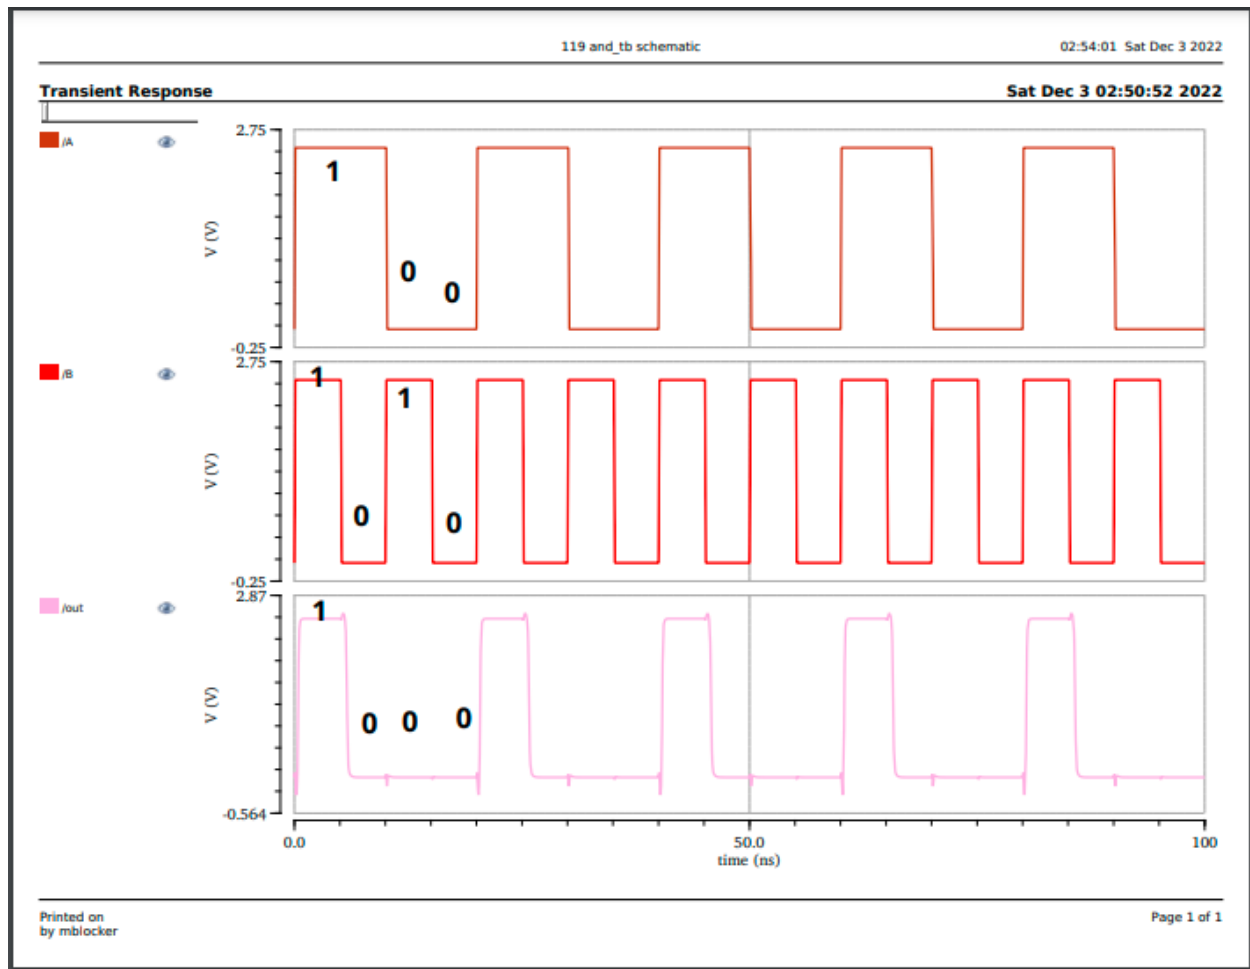 119 and_tb schematic 02:54:01 Sat Dec 3 2022
Transient Response Sat Dec 3 02:50:52 2022
/A
2.75
V (V)
-0.25
1
0
0
/B
2.75
V (V)
-0.25
1
1
0
0
/out
2.87
V (V)
-0.564
1
0 0 0
0.0 50.0 100
time (ns)
Printed on
by mblocker
Page 1 of 1